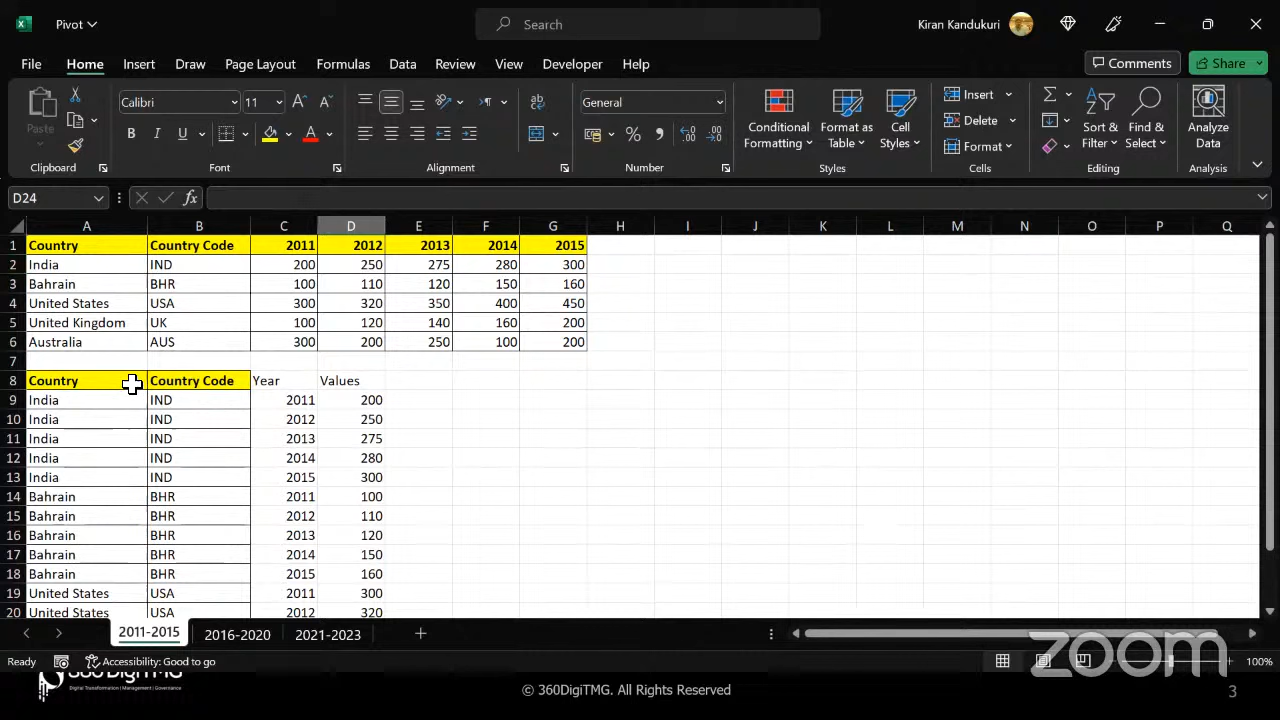 Pivot
Search
Kiran Kandukuri
File Home Insert Draw Page Layout Formulas Data Review View Developer Help
Comments
Share
Paste
Calibri 11
General
Conditional Formatting
Format as Table
Cell Styles
Insert
Delete
Format
Sort & Filter
Find & Select
Analyze Data
Clipboard Font Alignment Number Styles Cells Editing Analysis
D24 fx
A B C D E F G H I J K L M N O P Q
1 Country Country Code 2011 2012 2013 2014 2015
2 India IND 200 250 275 280 300
3 Bahrain BHR 100 110 120 150 160
4 United States USA 300 320 350 400 450
5 United Kingdom UK 100 120 140 160 200
6 Australia AUS 300 200 250 100 200
7
8 Country Country Code Year Values
9 India IND 2011 200
10 India IND 2012 250
11 India IND 2013 275
12 India IND 2014 280
13 India IND 2015 300
14 Bahrain BHR 2011 100
15 Bahrain BHR 2012 110
16 Bahrain BHR 2013 120
17 Bahrain BHR 2014 150
18 Bahrain BHR 2015 160
19 United States USA 2011 300
20 United States USA 2012 320
2011-2015 2016-2020 2021-2023
zoom
Ready Accessibility: Good to go 100%
360DigiTMG
Digital Transformation | Management | Governance
© 360DigiTMG. All Rights Reserved
3